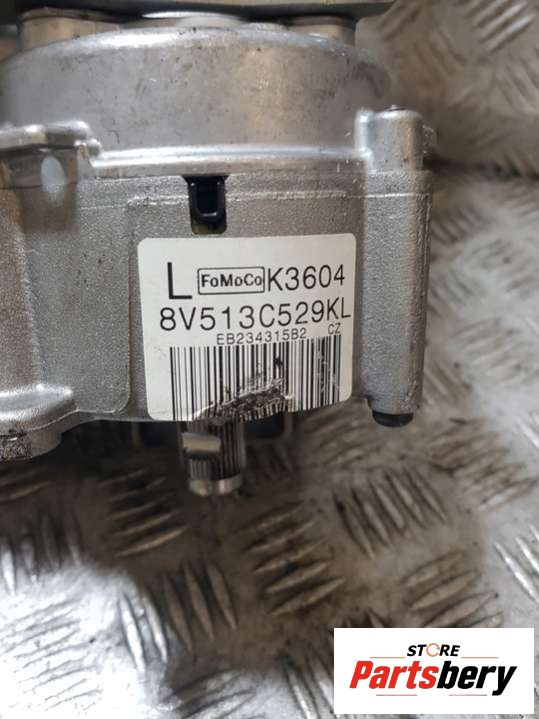 L FoMoCo K3604
8V513C529KL
EB234315B2 CZ
STORE
Partsbery